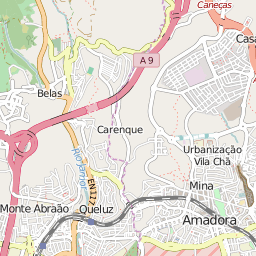 Caneças
Casa
A 9
Belas
Carenque
Urbanização
Vila Chã
Rio Jamor
EN117
Mina
Monte Abraão
Queluz
Amadora